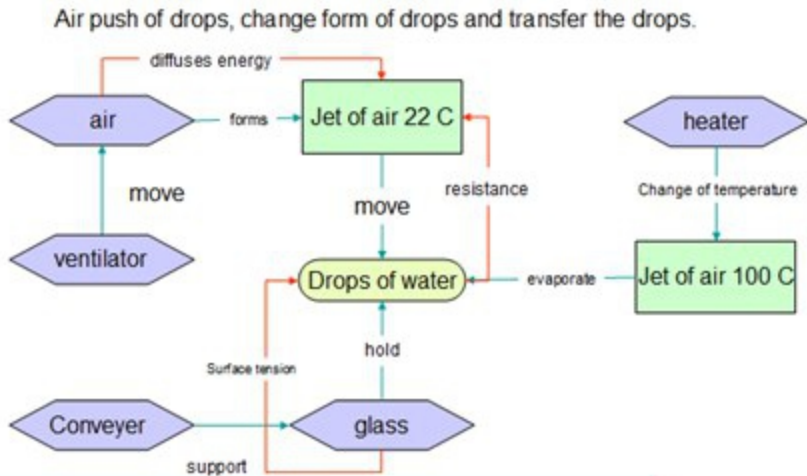 Air push of drops, change form of drops and transfer the drops.
diffuses energy
air
forms
Jet of air 22 C
heater
move
move
resistance
Change of temperature
ventilator
Drops of water
evaporate
Jet of air 100 C
hold
Surface tension
Conveyer
glass
support